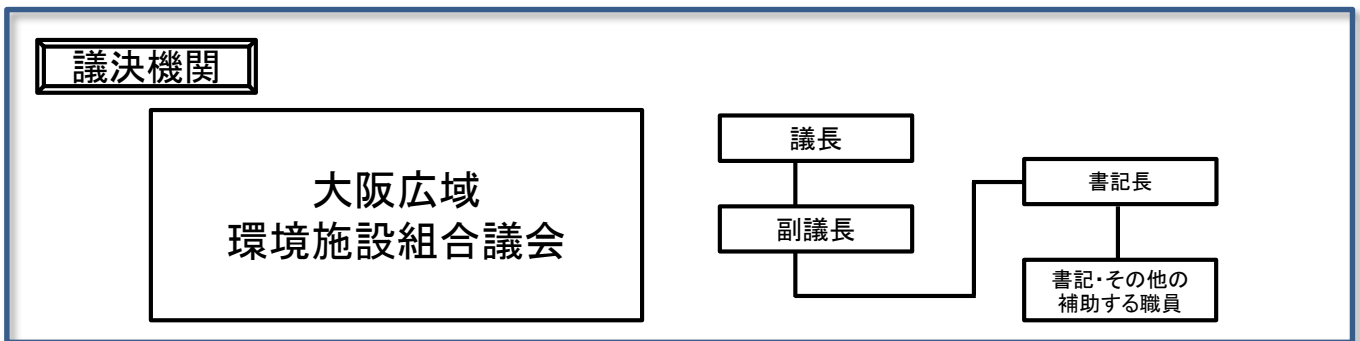 議決機関
大阪広域
環境施設組合議会
議長
副議長
書記長
書記・その他の
補助する職員